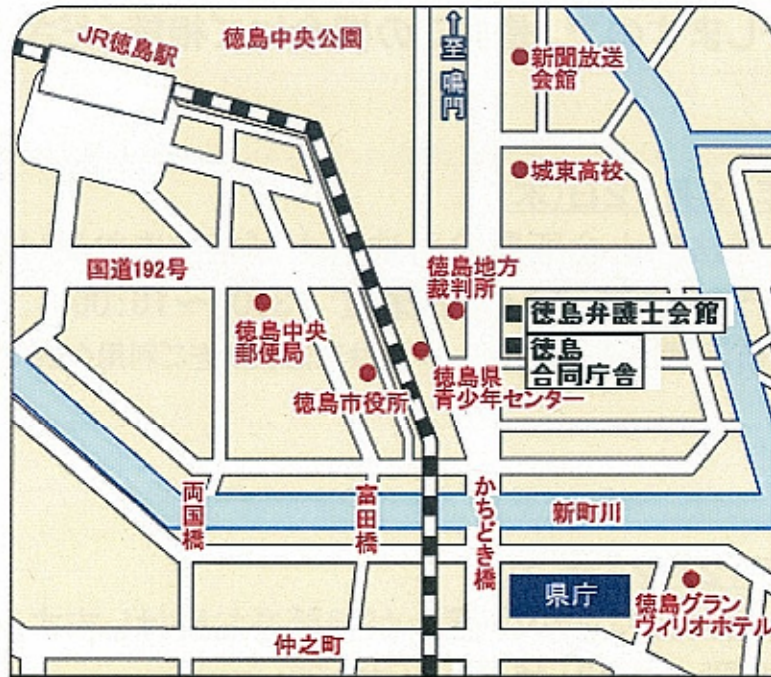 JR徳島駅
徳島中央公園
至 鳴門
新聞放送
会館
城東高校
国道192号
徳島地方
裁判所
徳島弁護士会館
徳島
合同庁舎
徳島中央
郵便局
徳島市役所
徳島県
青少年センター
両国橋
富田橋
かちどき橋
新町川
県庁
徳島グラン
ヴィリオホテル
仲之町